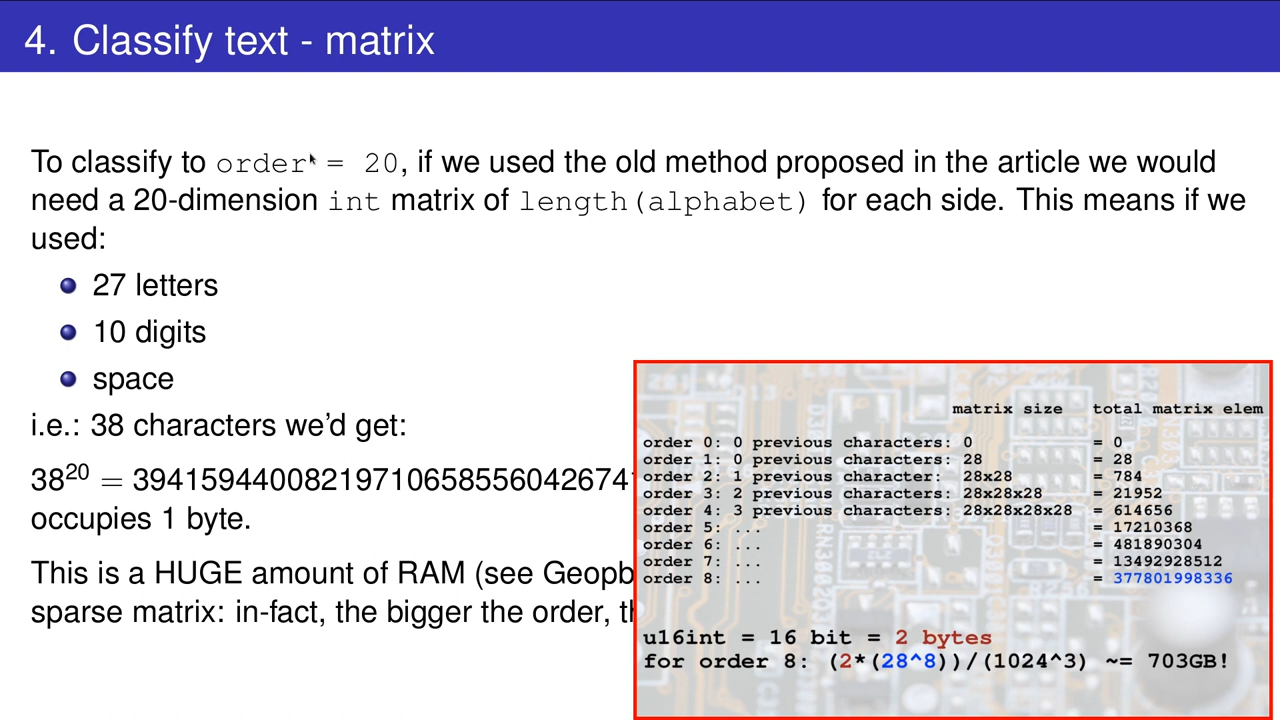 4. Classify text - matrix
To classify to order = 20, if we used the old method proposed in the article we would
need a 20-dimension int matrix of length(alphabet) for each side. This means if we
used:
27 letters
10 digits
space
i.e.: 38 characters we'd get:
38²⁰ = 3941594400821971065855604267​4
occupies 1 byte.
This is a HUGE amount of RAM (see Geopb
sparse matrix: in-fact, the bigger the order, th
matrix size total matrix elem
order 0: 0 previous characters: 0 = 0
order 1: 0 previous characters: 28 = 28
order 2: 1 previous character: 28x28 = 784
order 3: 2 previous characters: 28x28x28 = 21952
order 4: 3 previous characters: 28x28x28x28 = 614656
order 5: ... = 17210368
order 6: ... = 481890304
order 7: ... = 13492928512
order 8: ... = 377801998336
u16int = 16 bit = 2 bytes
for order 8: (2*(28^8))/(1024^3) ~= 703GB!